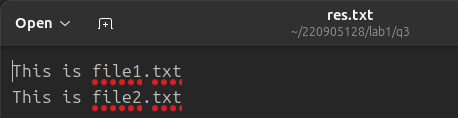 Open
res.txt
~/220905128/lab1/q3
This is file1.txt
This is file2.txt